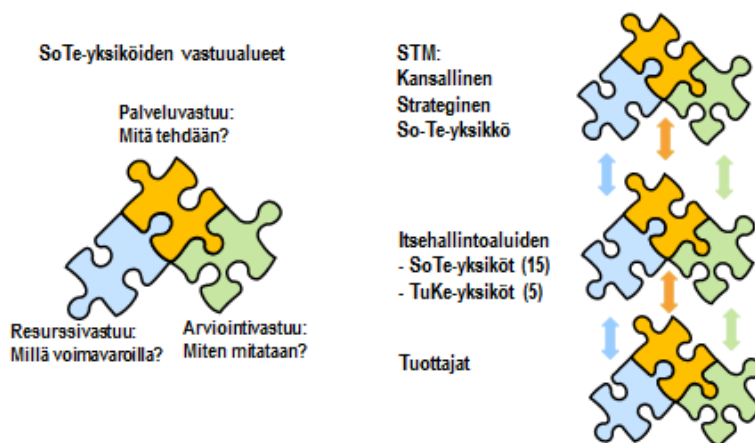 SoTe-yksiköiden vastuualueet
Palveluvastuu:
Mitä tehdään?
Resurssivastuu:
Millä voimavaroilla?
Arviointivastuu:
Miten mitataan?
STM:
Kansallinen
Strateginen
So-Te-yksikkö
Itsehallintoaluiden
- SoTe-yksiköt (15)
- TuKe-yksiköt (5)
Tuottajat